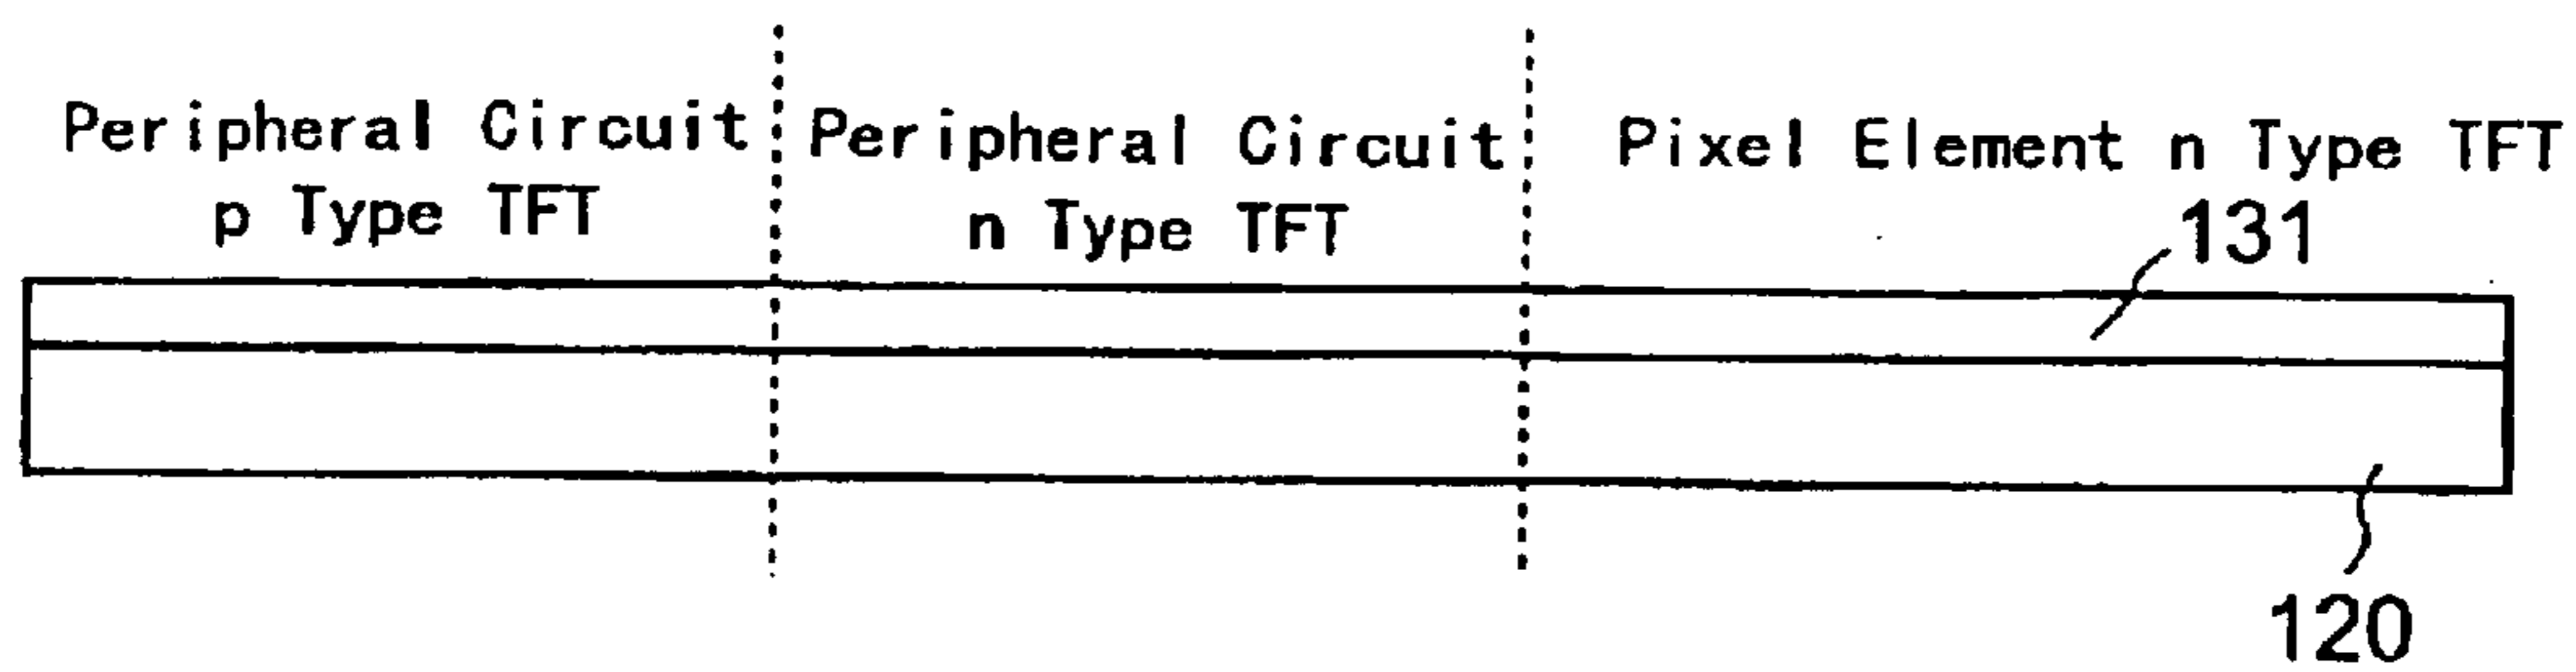 Peripheral Circuit
p Type TFT
Peripheral Circuit
n Type TFT
Pixel Element n Type TFT
131
120